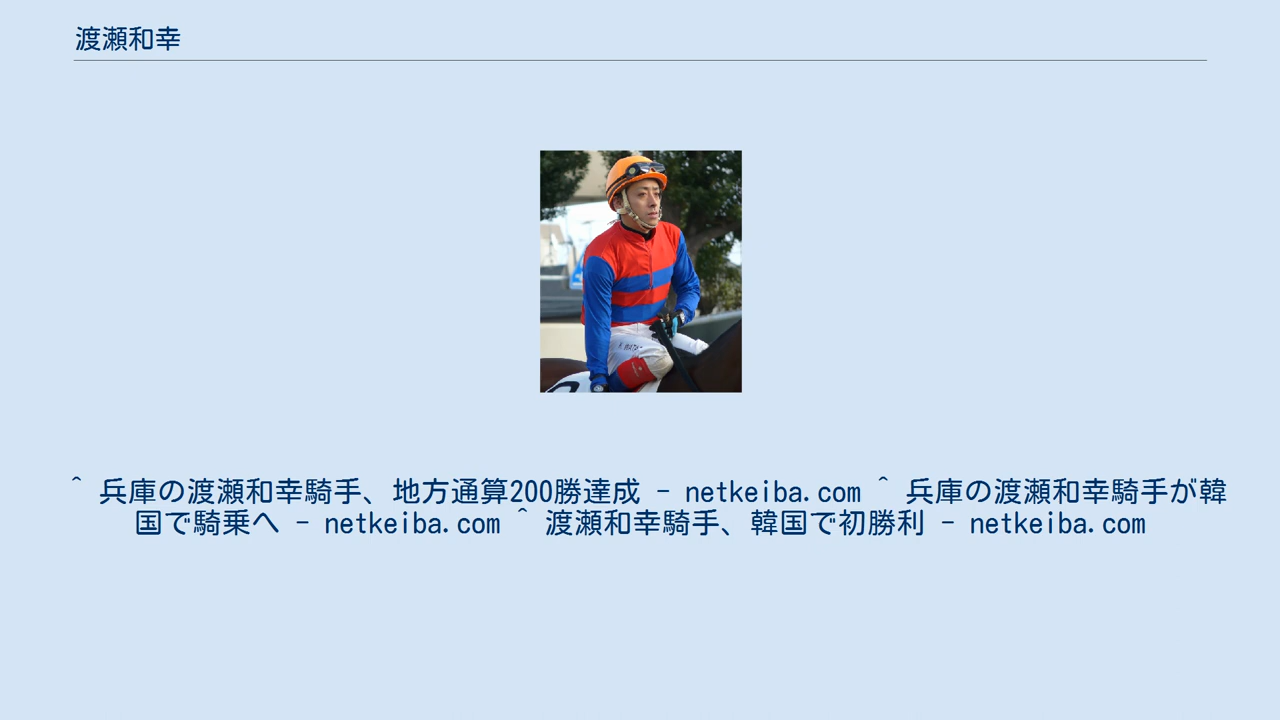 渡瀬和幸
^ 兵庫の渡瀬和幸騎手、地方通算200勝達成 - netkeiba.com ^ 兵庫の渡瀬和幸騎手が韓
国で騎乗へ - netkeiba.com ^ 渡瀬和幸騎手、韓国で初勝利 - netkeiba.com